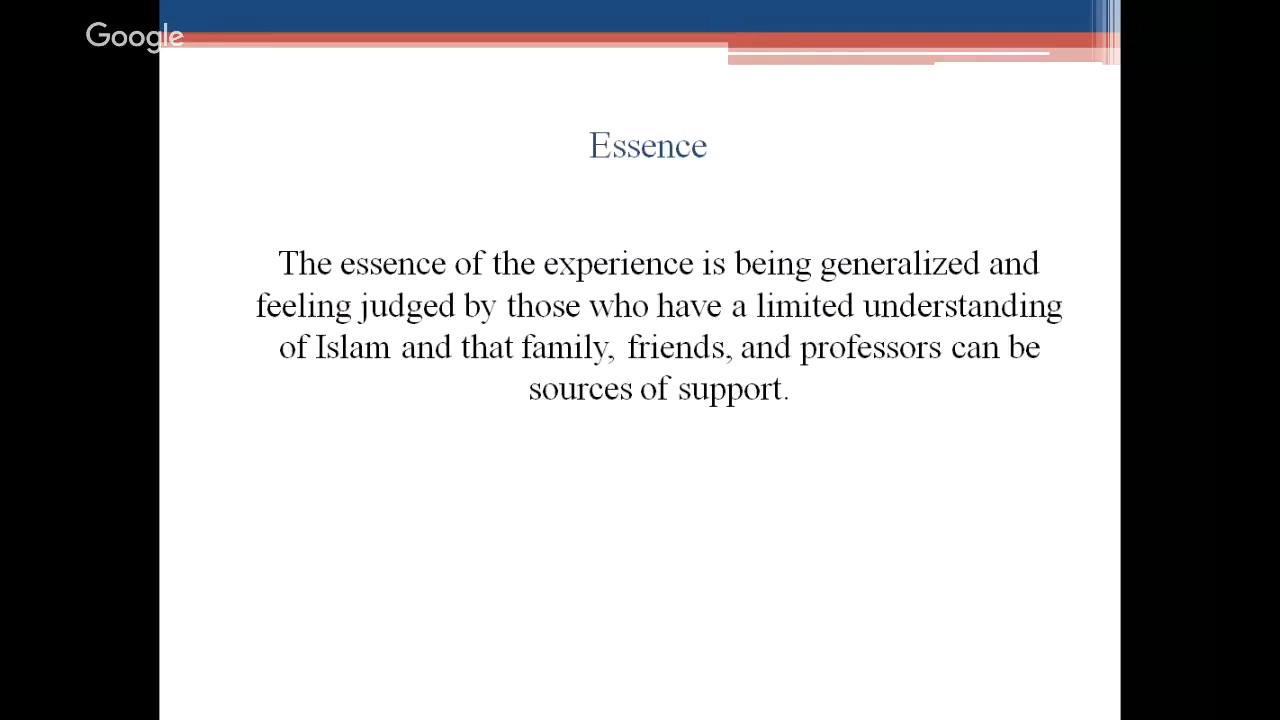 Google
Essence
The essence of the experience is being generalized and
feeling judged by those who have a limited understanding
of Islam and that family, friends, and professors can be
sources of support.